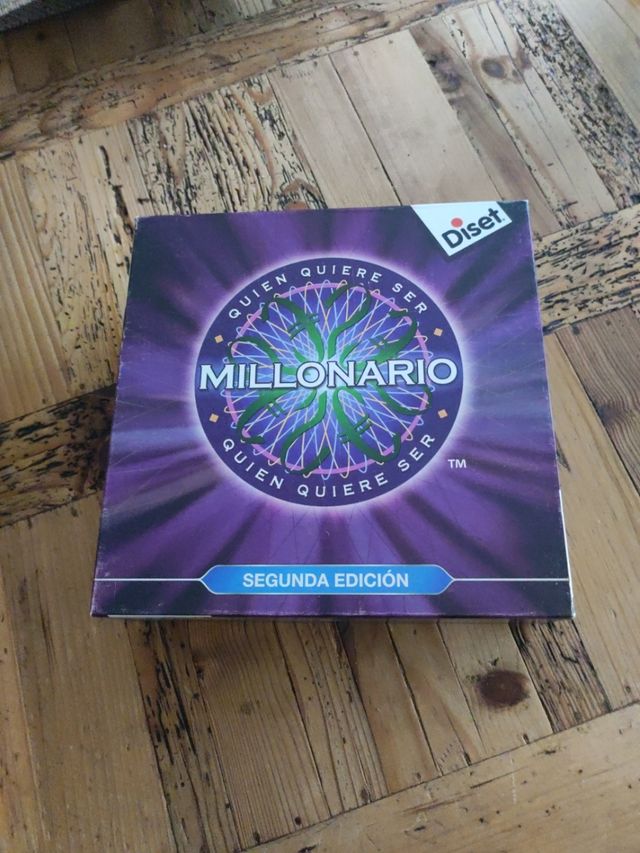 Diset
QUIEN QUIERE SER
MILLONARIO
QUIEN QUIERE SER
TM
SEGUNDA EDICIÓN